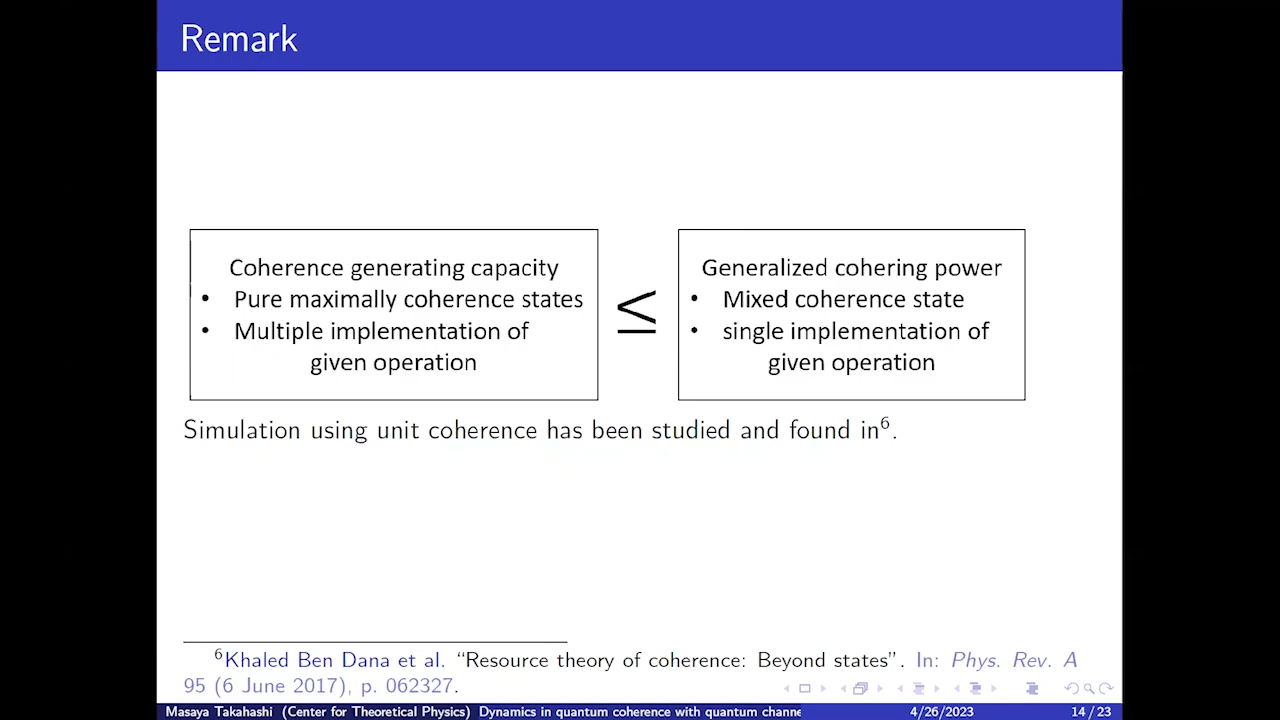 Remark
Coherence generating capacity
• Pure maximally coherence states
• Multiple implementation of
given operation
≤
Generalized cohering power
• Mixed coherence state
• single implementation of
given operation
Simulation using unit coherence has been studied and found in⁶.
⁶Khaled Ben Dana et al. “Resource theory of coherence: Beyond states”. In: Phys. Rev. A
95 (6 June 2017), p. 062327.
Masaya Takahashi (Center for Theoretical Physics) Dynamics in quantum coherence with quantum channe 4/26/2023 14 / 23